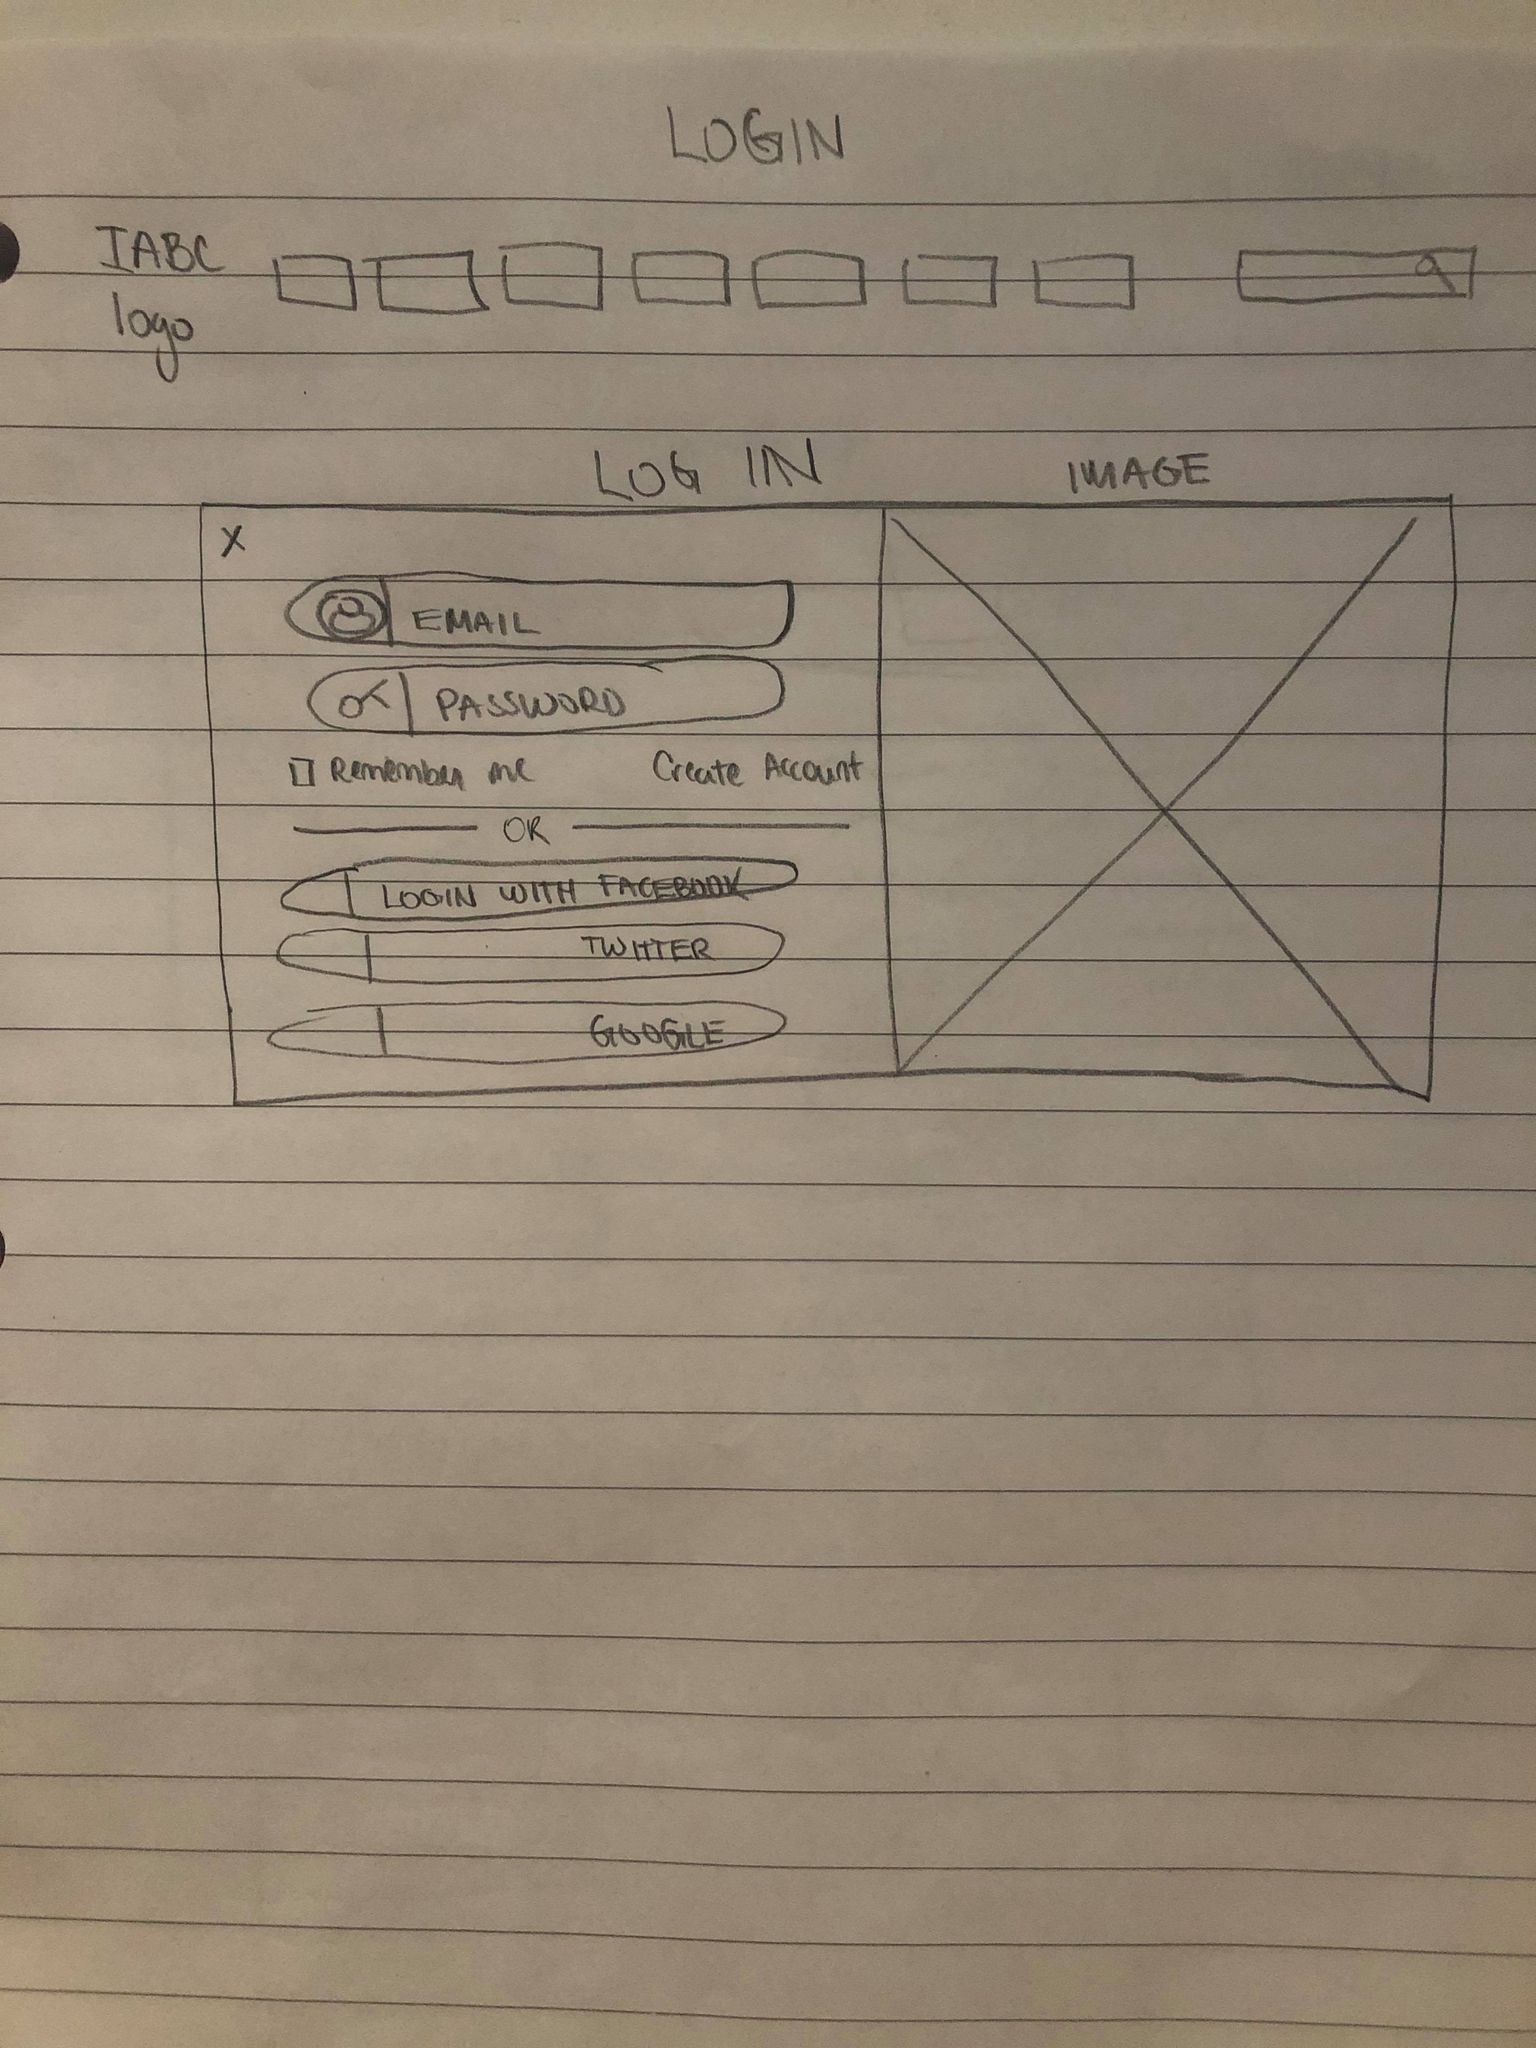 LOGIN
IABC
logo
LOG IN
IMAGE
X
EMAIL
PASSWORD
Remember me
Create Account
OR
LOGIN WITH FACEBOOK
TWITTER
GOOGLE